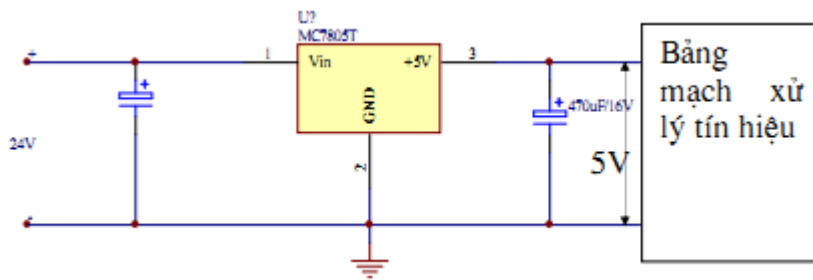 U?
MC7805T
+
1
Vin
+5V
3
GND
2
+
+
470uF/16V
24V
5V
-
Bảng
mạch xử
lý tín hiệu